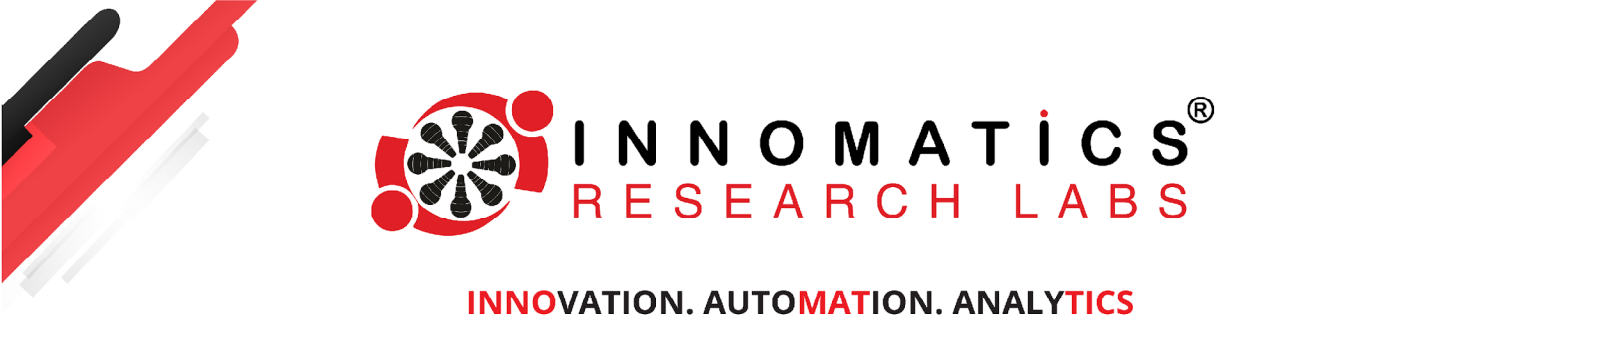 INNOMATICS®
RESEARCH LABS
INNOVATION. AUTOMATION. ANALYTICS